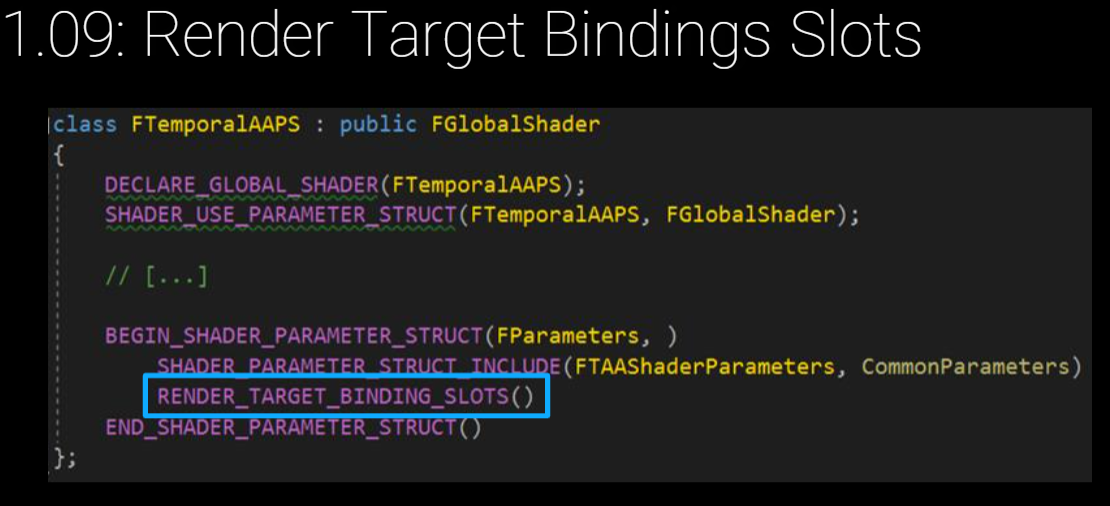 1.09: Render Target Bindings Slots
class FTemporalAAPS : public FGlobalShader
{
DECLARE_GLOBAL_SHADER(FTemporalAAPS);
SHADER_USE_PARAMETER_STRUCT(FTemporalAAPS, FGlobalShader);
// [...]
BEGIN_SHADER_PARAMETER_STRUCT(FParameters, )
SHADER_PARAMETER_STRUCT_INCLUDE(FTAAShaderParameters, CommonParameters)
RENDER_TARGET_BINDING_SLOTS()
END_SHADER_PARAMETER_STRUCT()
};